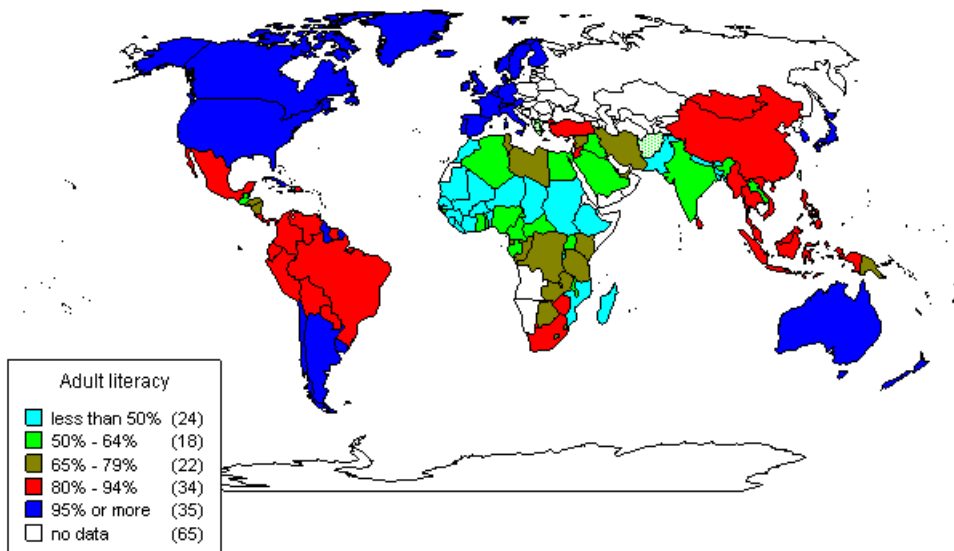 Adult literacy
less than 50% (24)
50% - 64% (18)
65% - 79% (22)
80% - 94% (34)
95% or more (35)
no data (65)